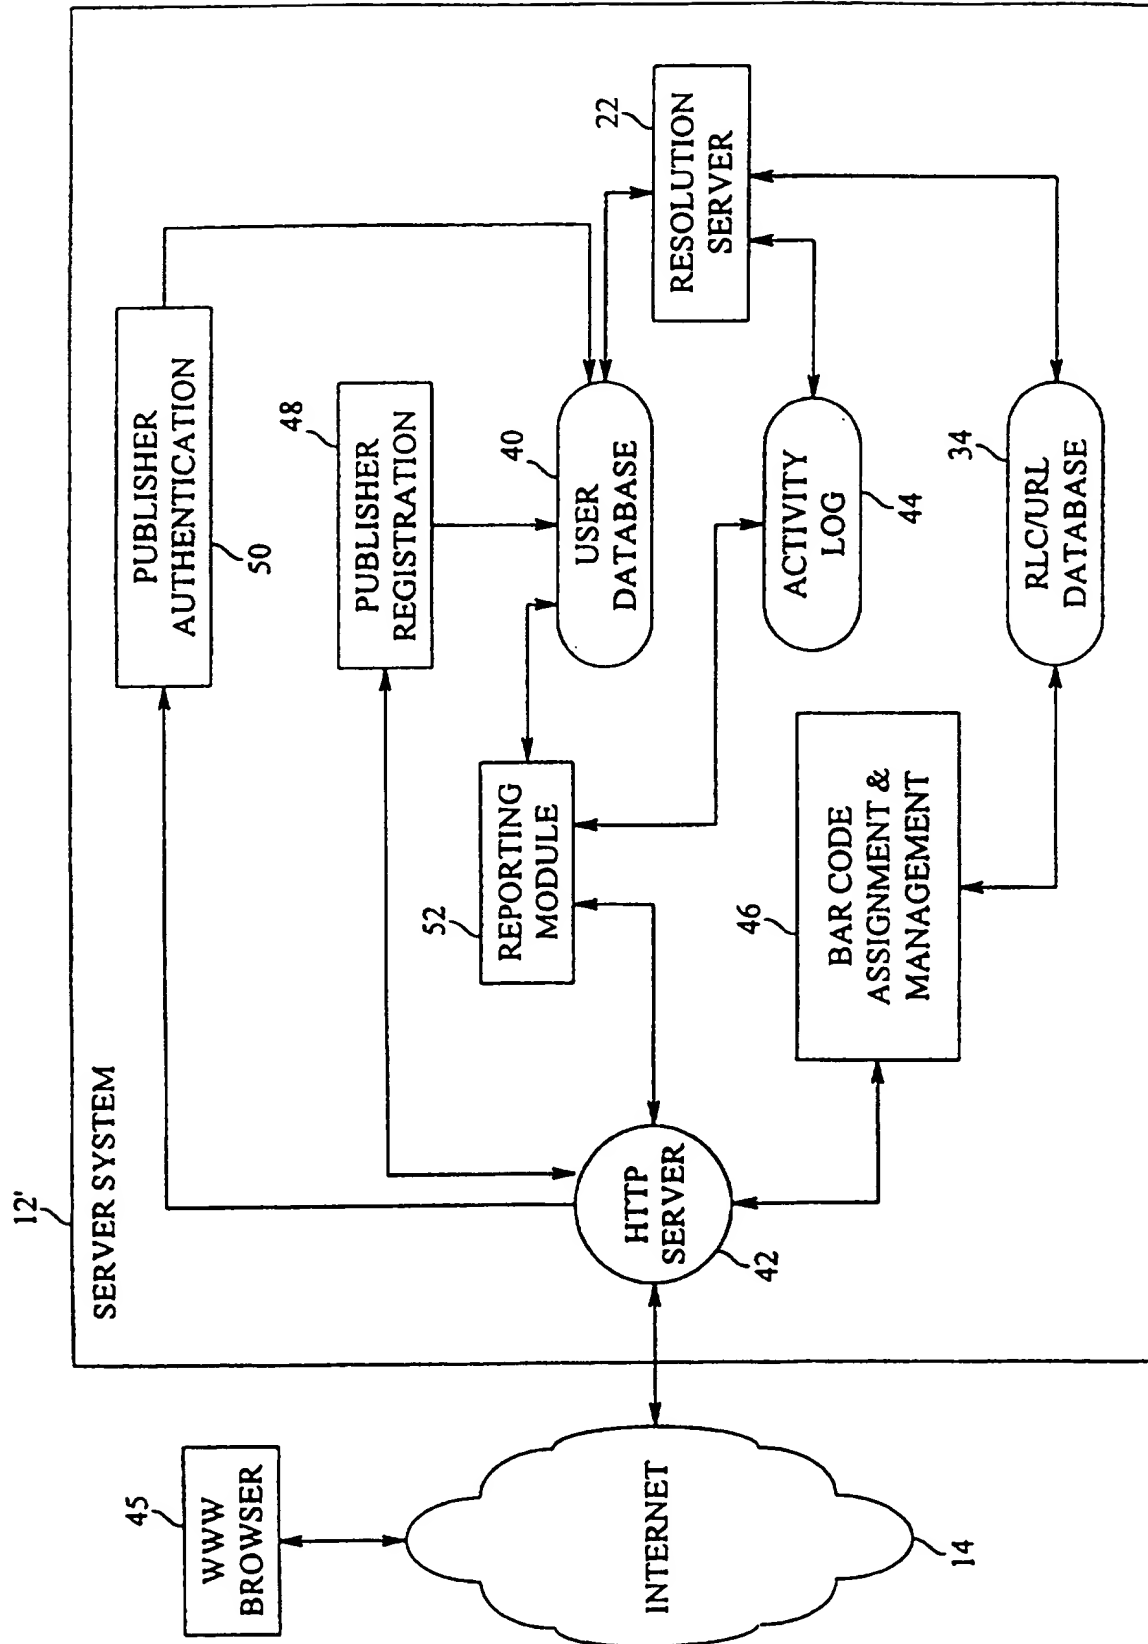 12'
SERVER SYSTEM
PUBLISHER
AUTHENTICATION
50
PUBLISHER
REGISTRATION
48
WWW
BROWSER
45
REPORTING
MODULE
52
USER
DATABASE
40
RESOLUTION
SERVER
22
INTERNET
14
HTTP
SERVER
42
ACTIVITY
LOG
44
BAR CODE
ASSIGNMENT &
MANAGEMENT
46
RLC/URL
DATABASE
34